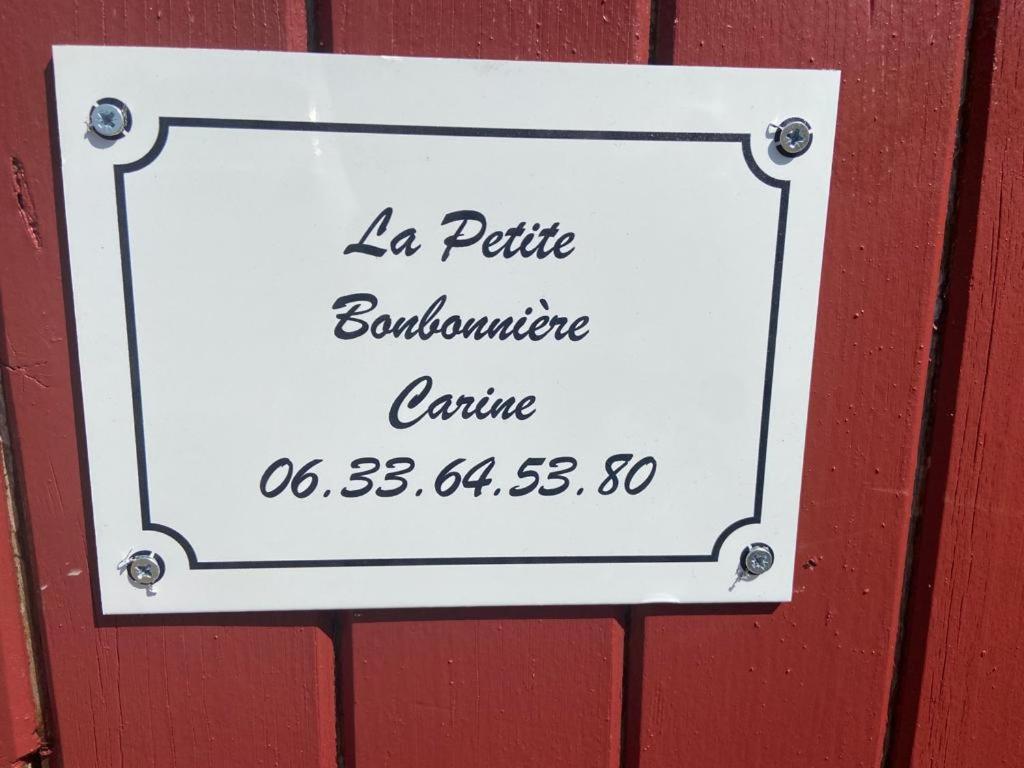 La Petite
Bonbonnière
Carine
06.33.64.53.80